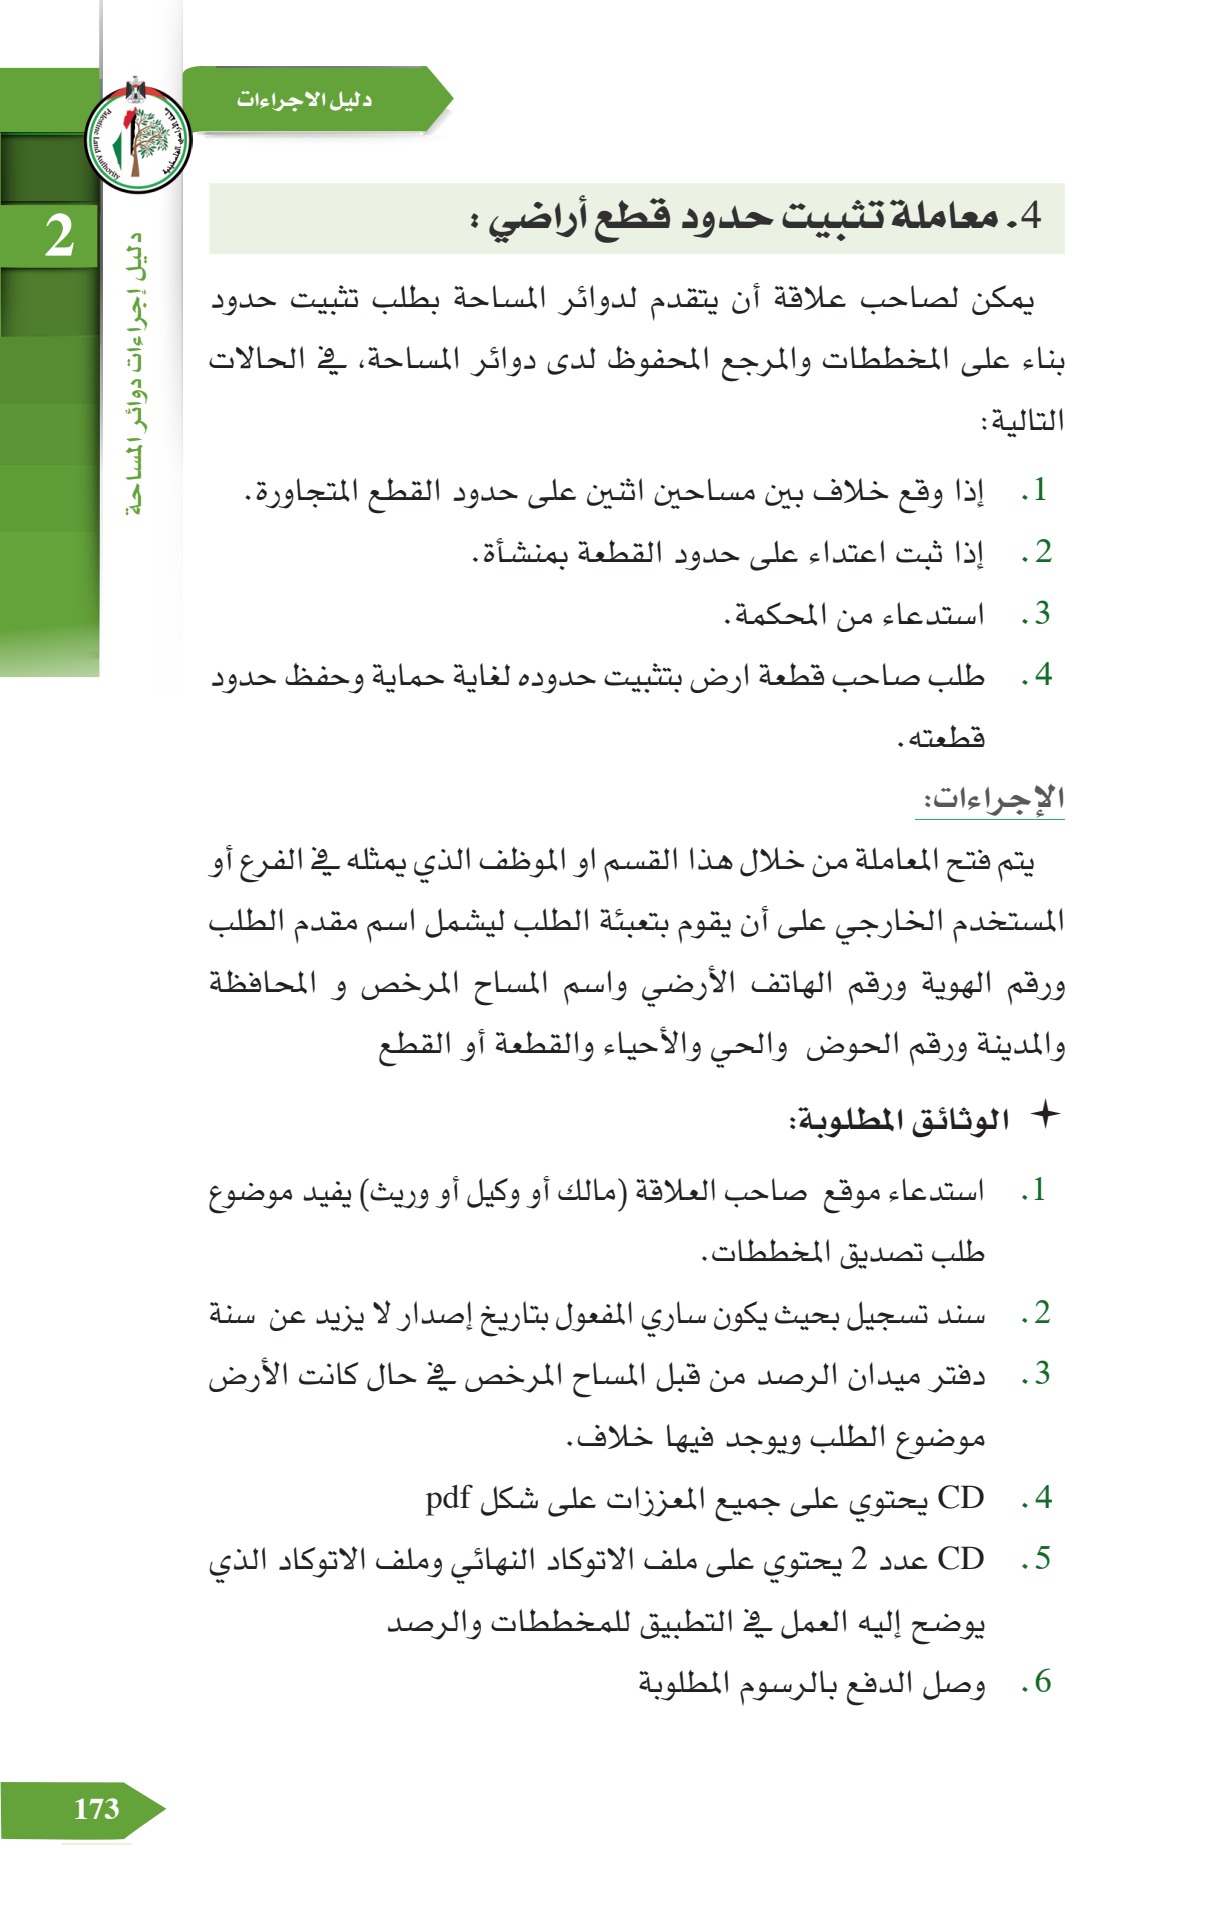 دليل الاجراءات
Palestine Land Authority
2
دليل إجراءات دوائر المساحة
4. معاملة تثبيت حدود قطع أراضي :
يمكن لصاحب علاقة أن يتقدم لدوائر المساحة بطلب تثبيت حدود
بناء على المخططات والمرجع المحفوظ لدى دوائر المساحة، في الحالات
التالية:
1. إذا وقع خلاف بين مساحين اثنين على حدود القطع المتجاورة.
2. إذا ثبت اعتداء على حدود القطعة بمنشأة.
3. استدعاء من المحكمة.
4. طلب صاحب قطعة ارض بتثبيت حدوده لغاية حماية وحفظ حدود
قطعته.
الإجراءات:
يتم فتح المعاملة من خلال هذا القسم او الموظف الذي يمثله في الفرع أو
المستخدم الخارجي على أن يقوم بتعبئة الطلب ليشمل اسم مقدم الطلب
ورقم الهوية ورقم الهاتف الأرضي واسم المساح المرخص و المحافظة
والمدينة ورقم الحوض والحي والأحياء والقطعة أو القطع
الوثائق المطلوبة:
1. استدعاء موقع صاحب العلاقة (مالك أو وكيل أو وريث) يفيد موضوع
طلب تصديق المخططات.
2. سند تسجيل بحيث يكون ساري المفعول بتاريخ إصدار لا يزيد عن سنة
3. دفتر ميدان الرصد من قبل المساح المرخص في حال كانت الأرض
موضوع الطلب ويوجد فيها خلاف.
4. CD يحتوي على جميع المعززات على شكل pdf
5. CD عدد 2 يحتوي على ملف الاتوكاد النهائي وملف الاتوكاد الذي
يوضح إليه العمل في التطبيق للمخططات والرصد
6. وصل الدفع بالرسوم المطلوبة
173